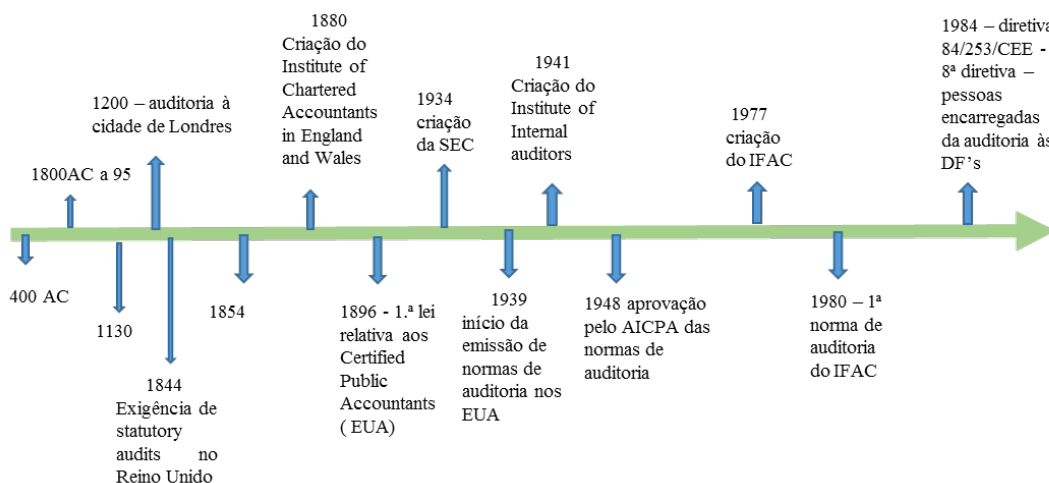 1200 – auditoria à
cidade de Londres
1800AC a 95
1880
Criação do
Institute of
Chartered
Accountants
in England
and Wales
1934
criação
da SEC
1941
Criação do
Institute of
Internal
auditors
1977
criação
do IFAC
1984 – diretiva
84/253/CEE -
8ª diretiva –
pessoas
encarregadas
da auditoria às
DF’s
400 AC
1130
1844
Exigência de
statutory
audits no
Reino Unido
1854
1896 - 1.ª lei
relativa aos
Certified
Public
Accountants
( EUA)
1939
início da
emissão de
normas de
auditoria nos
EUA
1948 aprovação
pelo AICPA das
normas de
auditoria
1980 – 1ª
norma de
auditoria
do IFAC